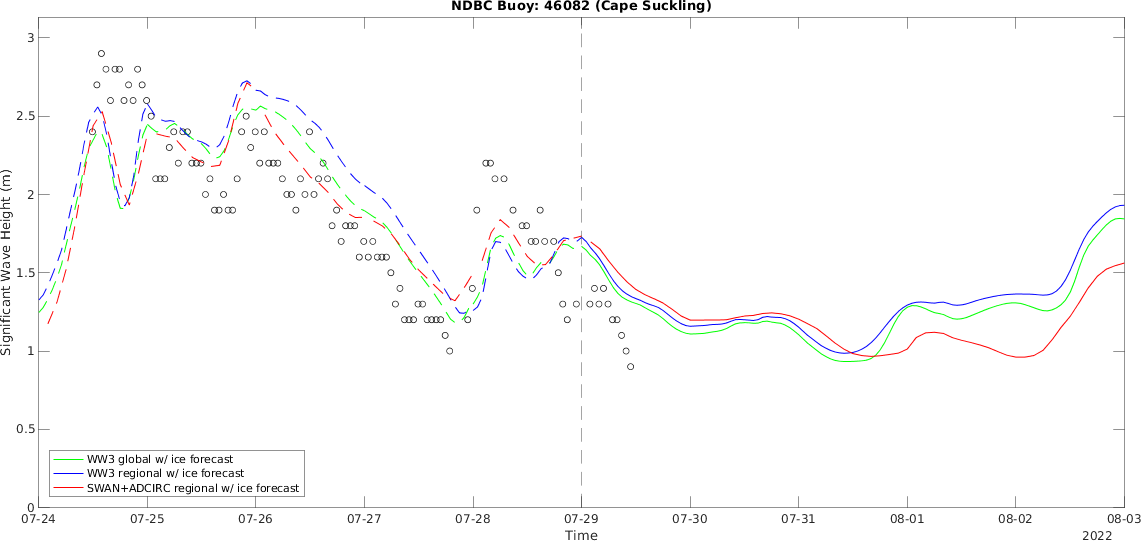 NDBC Buoy: 46082 (Cape Suckling)
3
2.5
2
1.5
1
0.5
0
Significant Wave Height (m)
WW3 global w/ ice forecast
WW3 regional w/ ice forecast
SWAN+ADCIRC regional w/ ice forecast
07-24 07-25 07-26 07-27 07-28 07-29 07-30 07-31 08-01 08-02 08-03
Time
2022